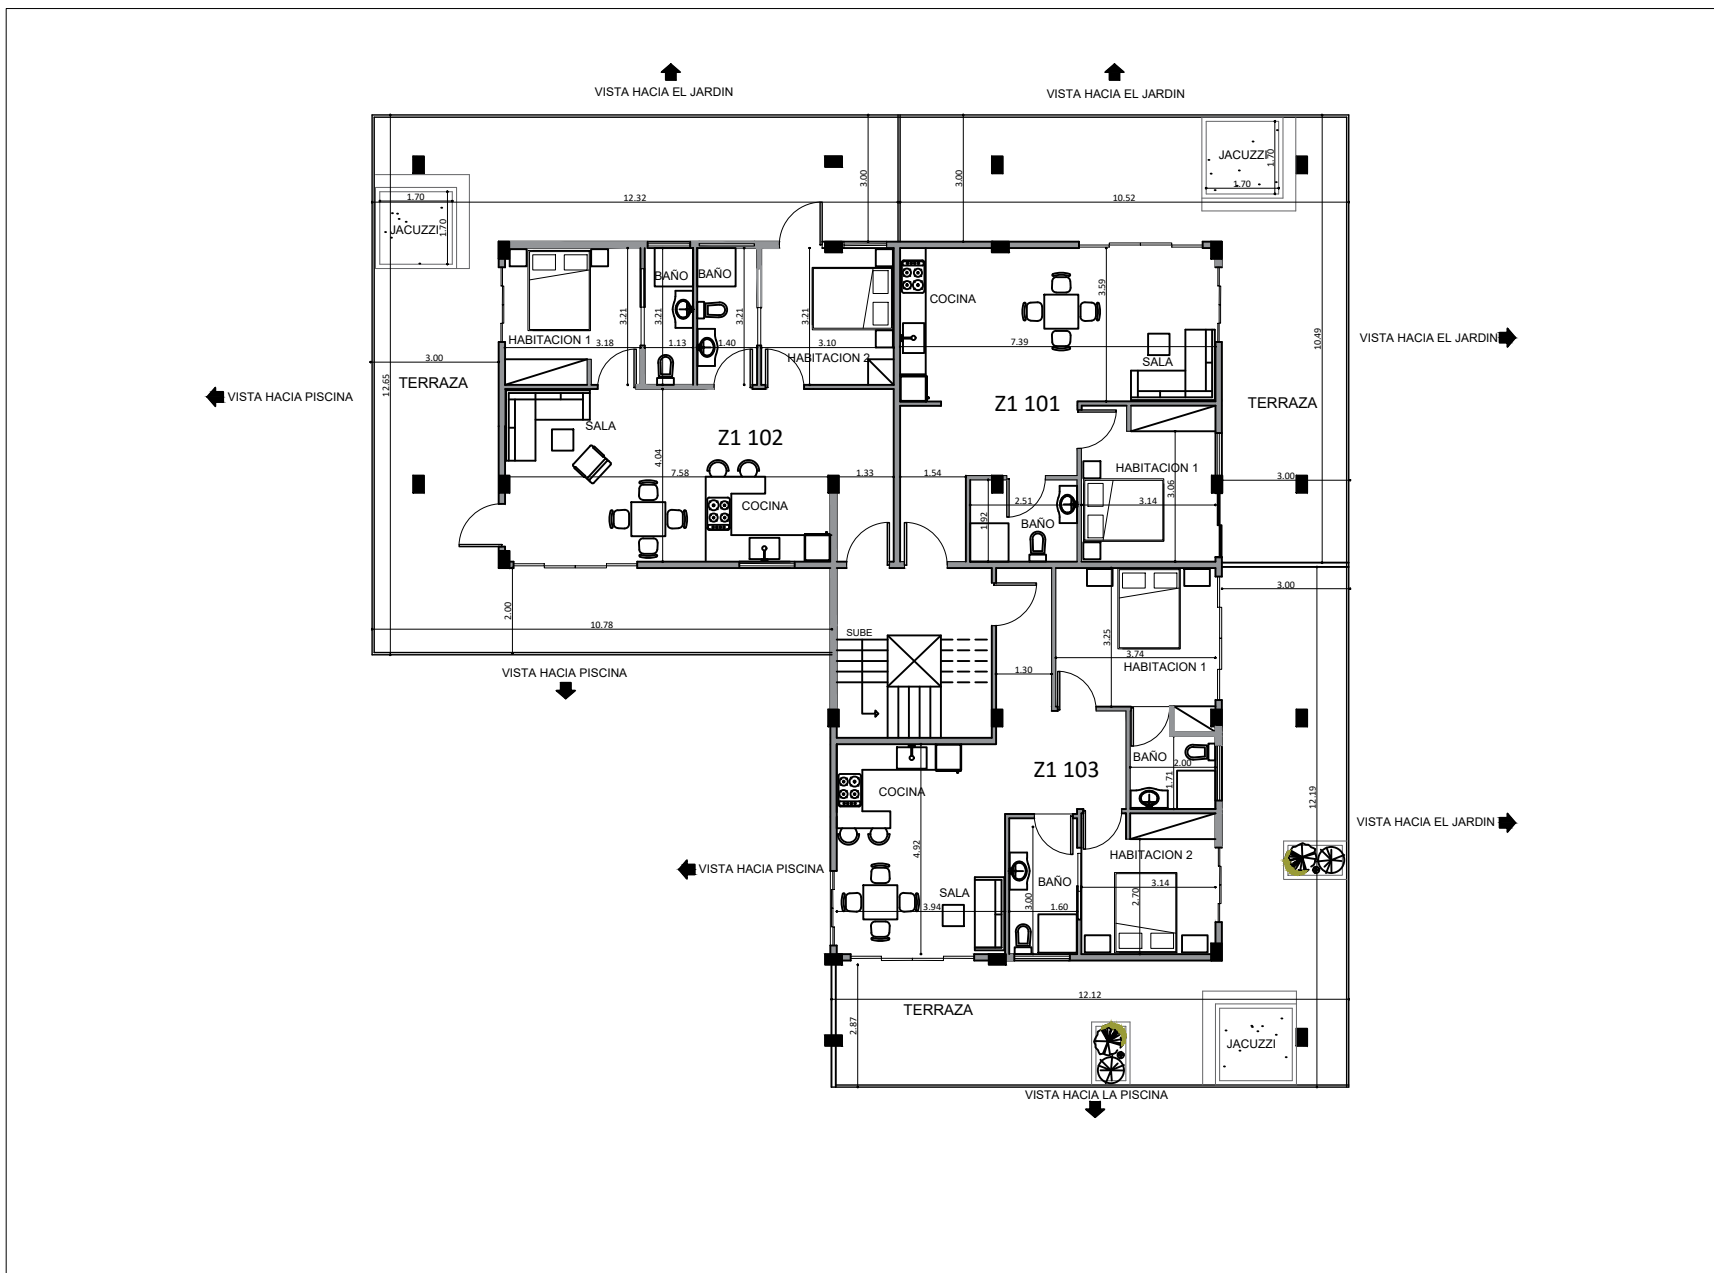 VISTA HACIA EL JARDIN
VISTA HACIA EL JARDIN
JACUZZI
1.70
1.70
3.00
3.00
1.70
12.32
10.52
JACUZZI
1.70
BAÑO
BAÑO
COCINA
3.59
3.21
3.21
3.21
3.21
HABITACION 1
3.18
1.13
1.40
3.10
HABITACION 2
7.39
SALA
10.49
VISTA HACIA EL JARDIN
3.00
TERRAZA
12.65
VISTA HACIA PISCINA
Z1 101
TERRAZA
SALA
Z1 102
4.04
7.58
1.33
1.54
HABITACION 1
3.06
3.00
COCINA
1.92
2.51
BAÑO
3.14
2.00
10.78
3.00
SUBE
3.25
3.74
HABITACION 1
VISTA HACIA PISCINA
1.30
BAÑO
2.00
1.71
Z1 103
COCINA
12.19
VISTA HACIA EL JARDIN
4.92
HABITACION 2
VISTA HACIA PISCINA
SALA
BAÑO
3.14
2.70
3.94
3.00
1.60
12.12
TERRAZA
2.87
JACUZZI
VISTA HACIA LA PISCINA